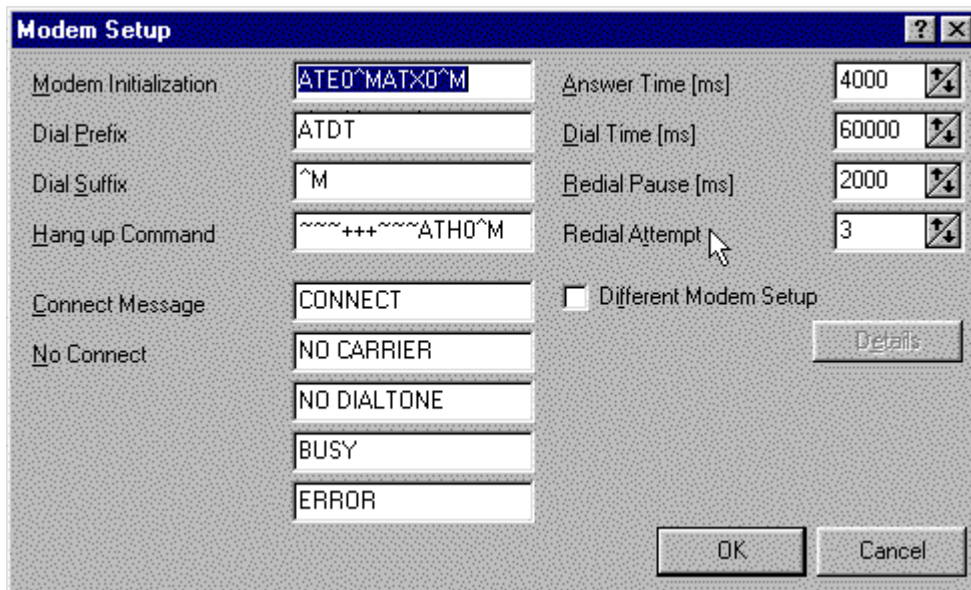 Modem Setup
Modem Initialization ATE0^MATX0^M Answer Time [ms] 4000
Dial Prefix ATDT Dial Time [ms] 60000
Dial Suffix ^M Redial Pause [ms] 2000
Hang up Command ~~~+++~~~ATH0^M Redial Attempt 3
Connect Message CONNECT Different Modem Setup
No Connect NO CARRIER Details
NO DIALTONE
BUSY
ERROR
OK Cancel